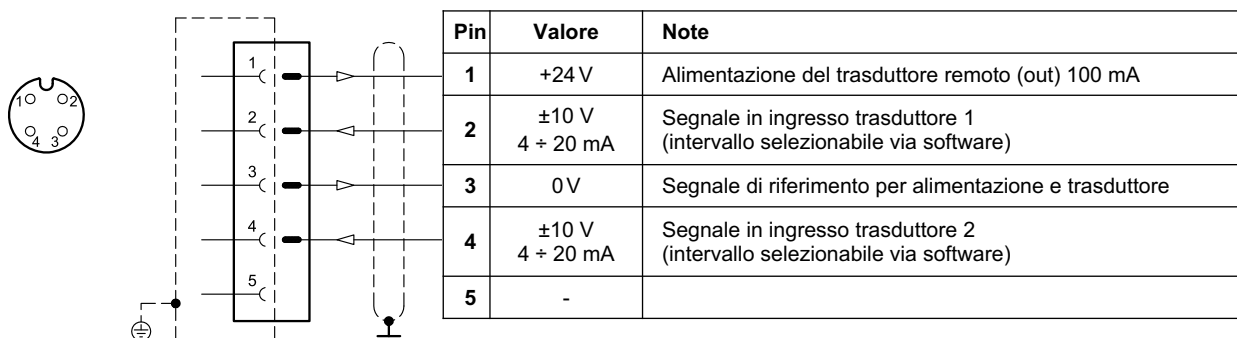 1 2
4 3
1
2
3
4
5
Pin Valore Note
1 +24 V Alimentazione del trasduttore remoto (out) 100 mA
2 ±10 V
4 ÷ 20 mA Segnale in ingresso trasduttore 1
(intervallo selezionabile via software)
3 0 V Segnale di riferimento per alimentazione e trasduttore
4 ±10 V
4 ÷ 20 mA Segnale in ingresso trasduttore 2
(intervallo selezionabile via software)
5 -